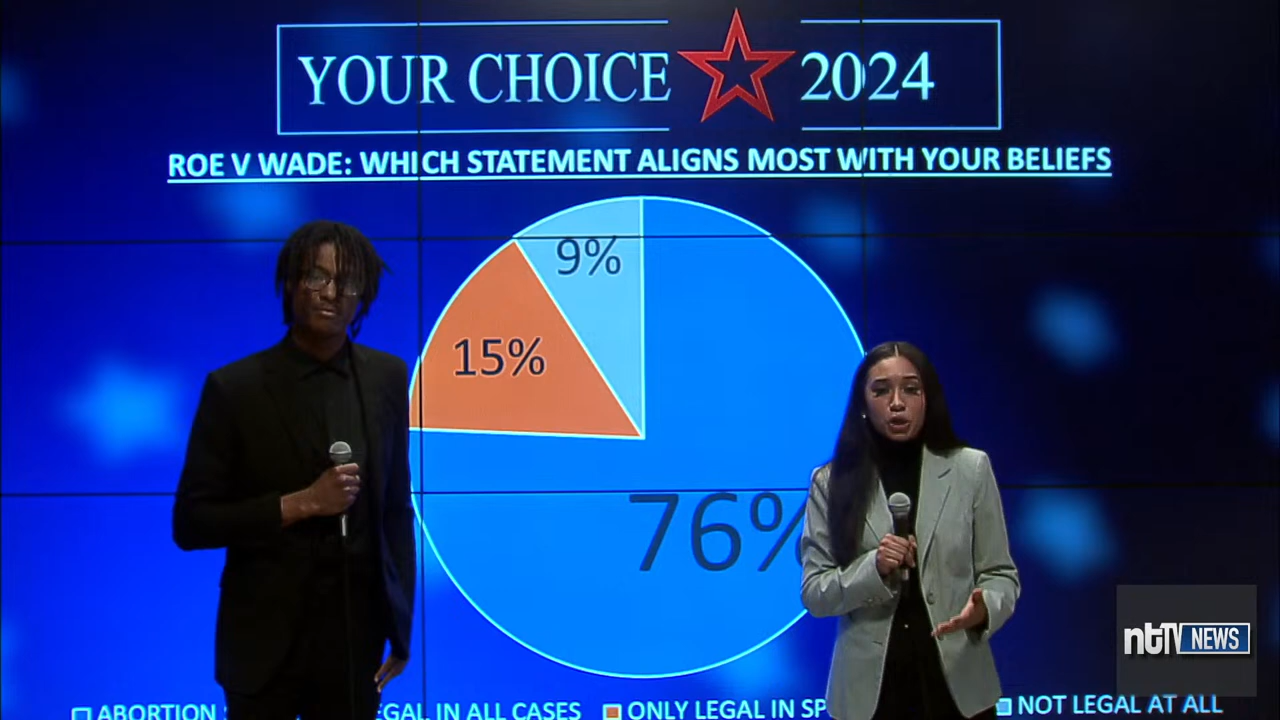 YOUR CHOICE 2024
ROE V WADE: WHICH STATEMENT ALIGNS MOST WITH YOUR BELIEFS
9%
15%
76%
ABORTION LEGAL IN ALL CASES ONLY LEGAL IN NOT LEGAL AT ALL
ntTV NEWS